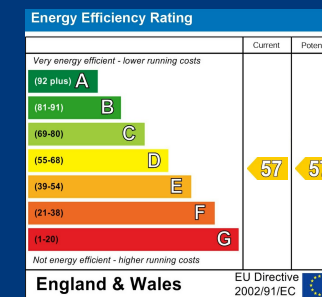 Energy Efficiency Rating
Current Poten
Very energy efficient - lower running costs
(92 plus) A
(81-91) B
(69-80) C
(55-68) D
57 5
(39-54) E
(21-38) F
(1-20) G
Not energy efficient - higher running costs
England & Wales
EU Directive
2002/91/EC